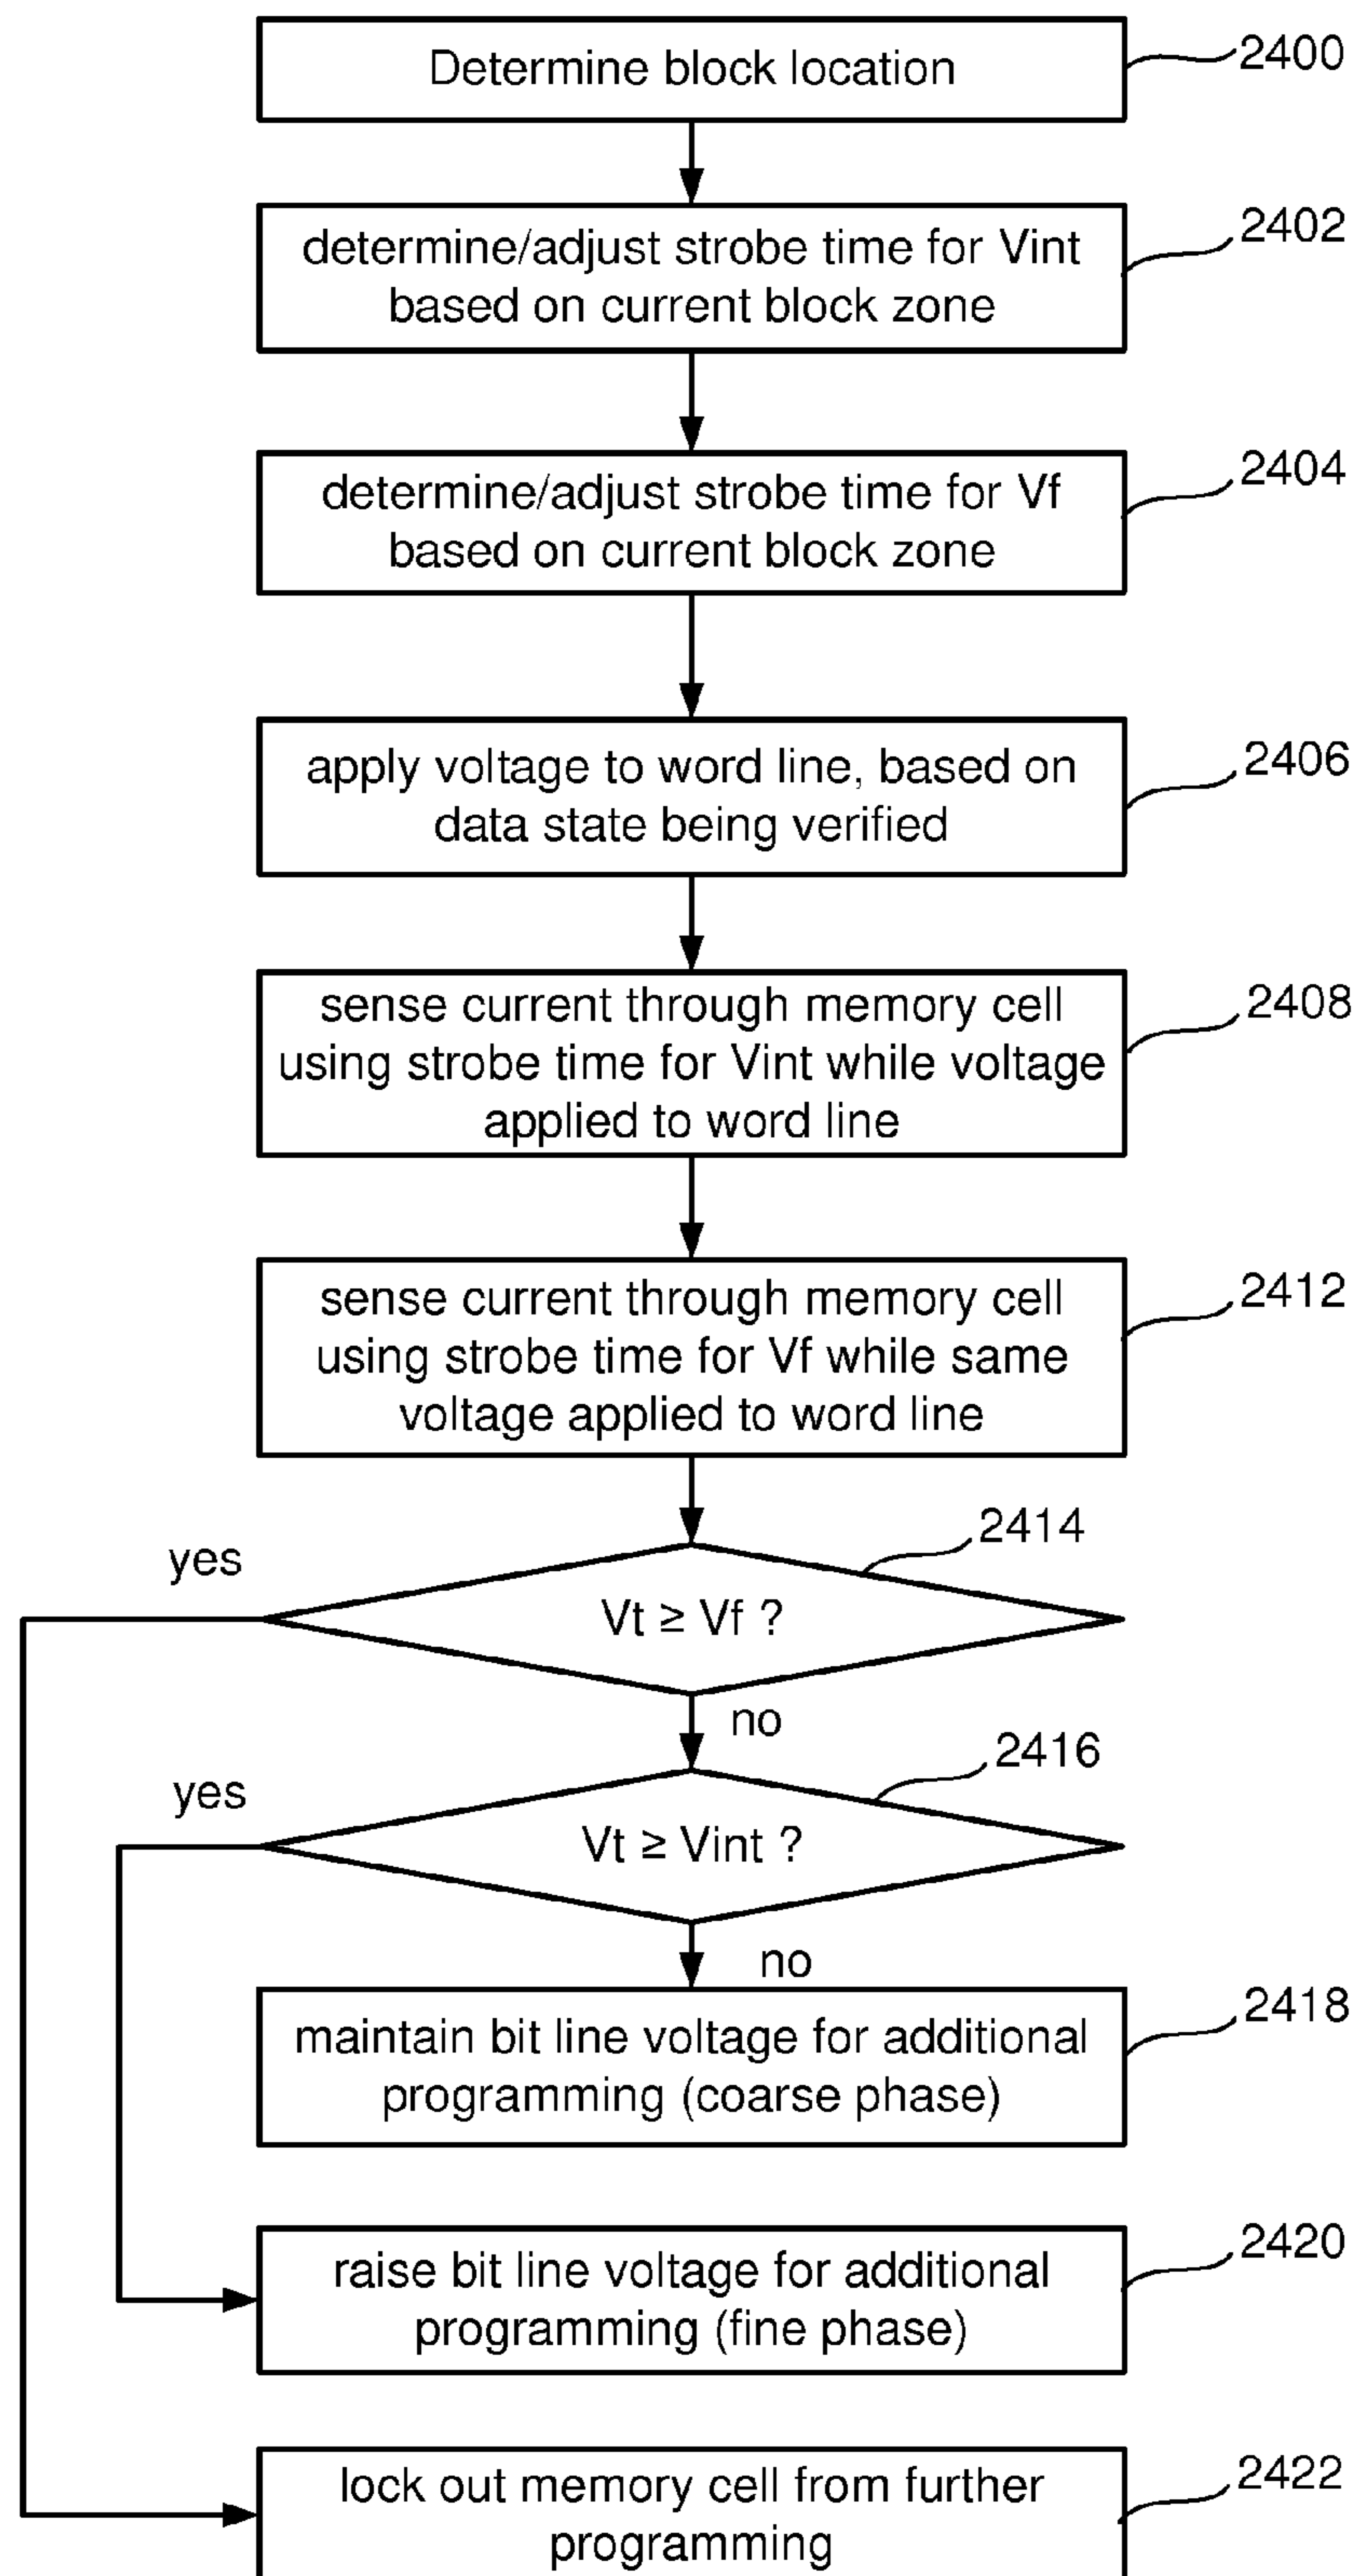 Determine block location
2400
determine/adjust strobe time for Vint
based on current block zone
2402
determine/adjust strobe time for Vf
based on current block zone
2404
apply voltage to word line, based on
data state being verified
2406
sense current through memory cell
using strobe time for Vint while voltage
applied to word line
2408
sense current through memory cell
using strobe time for Vf while same
voltage applied to word line
2412
2414
yes
Vt ≥ Vf ?
no
2416
yes
Vt ≥ Vint ?
no
maintain bit line voltage for additional
programming (coarse phase)
2418
raise bit line voltage for additional
programming (fine phase)
2420
lock out memory cell from further
programming
2422